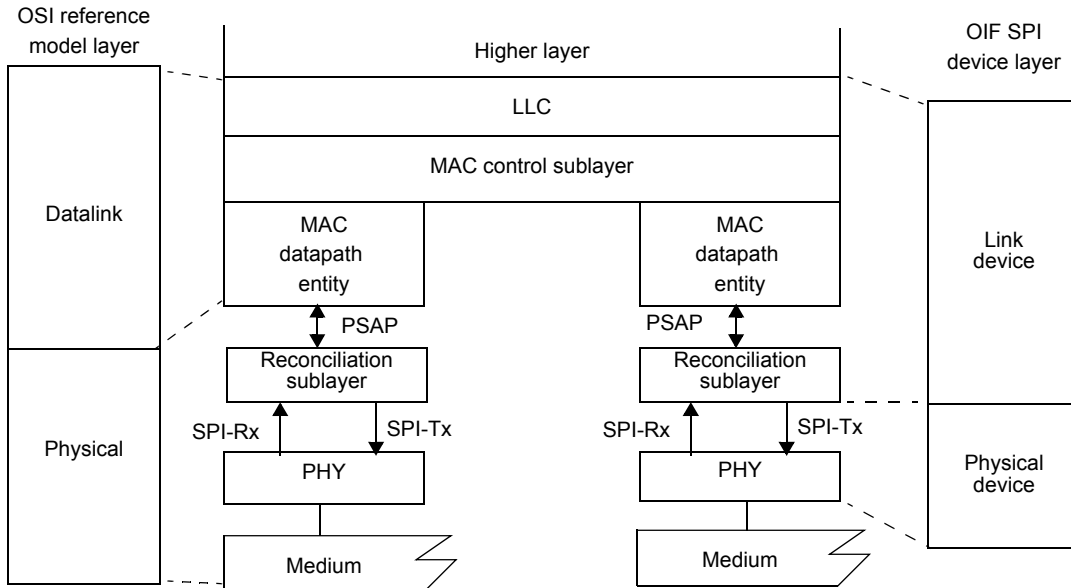 OSI reference
model layer
OIF SPI
device layer
Higher layer
LLC
MAC control sublayer
Datalink
MAC
datapath
entity
MAC
datapath
entity
Link
device
PSAP
PSAP
Reconciliation
sublayer
Reconciliation
sublayer
Physical
SPI-Rx
SPI-Tx
SPI-Rx
SPI-Tx
PHY
PHY
Physical
device
Medium
Medium